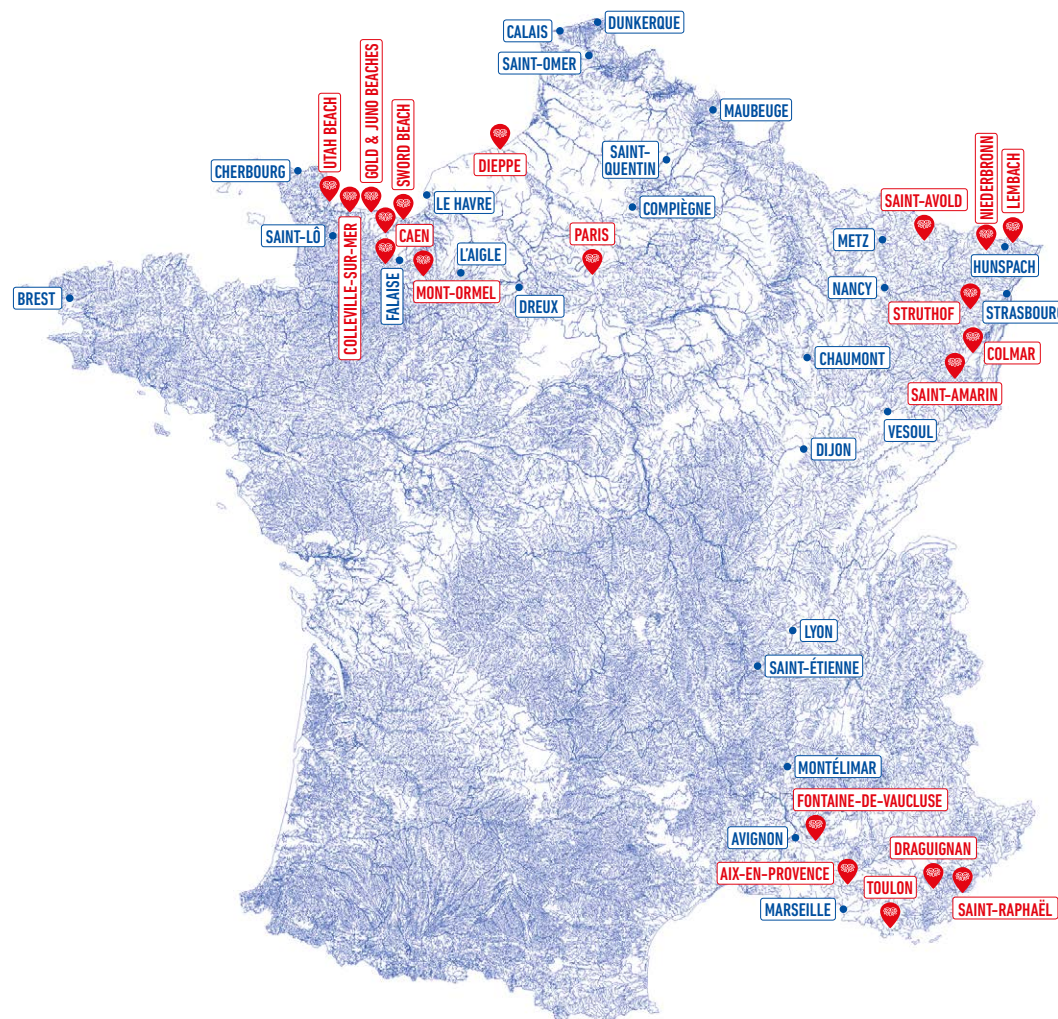 DUNKERQUE
CALAIS
SAINT-OMER
MAUBEUGE
UTAH BEACH
GOLD & JUNO BEACHES
SWORD BEACH
DIEPPE
SAINT-
QUENTIN
CHERBOURG
NIEDERBRONN
LEMBACH
LE HAVRE
COMPIÈGNE
SAINT-AVOLD
SAINT-LÔ
COLLEVILLE-SUR-MER
CAEN
PARIS
METZ
FALAISE
L'AIGLE
HUNSPACH
MONT-ORMEL
NANCY
BREST
DREUX
STRUTHOF
STRASBOURG
CHAUMONT
COLMAR
SAINT-AMARIN
VESOUL
DIJON
LYON
SAINT-ÉTIENNE
MONTÉLIMAR
FONTAINE-DE-VAUCLUSE
AVIGNON
DRAGUIGNAN
AIX-EN-PROVENCE
TOULON
MARSEILLE
SAINT-RAPHAËL